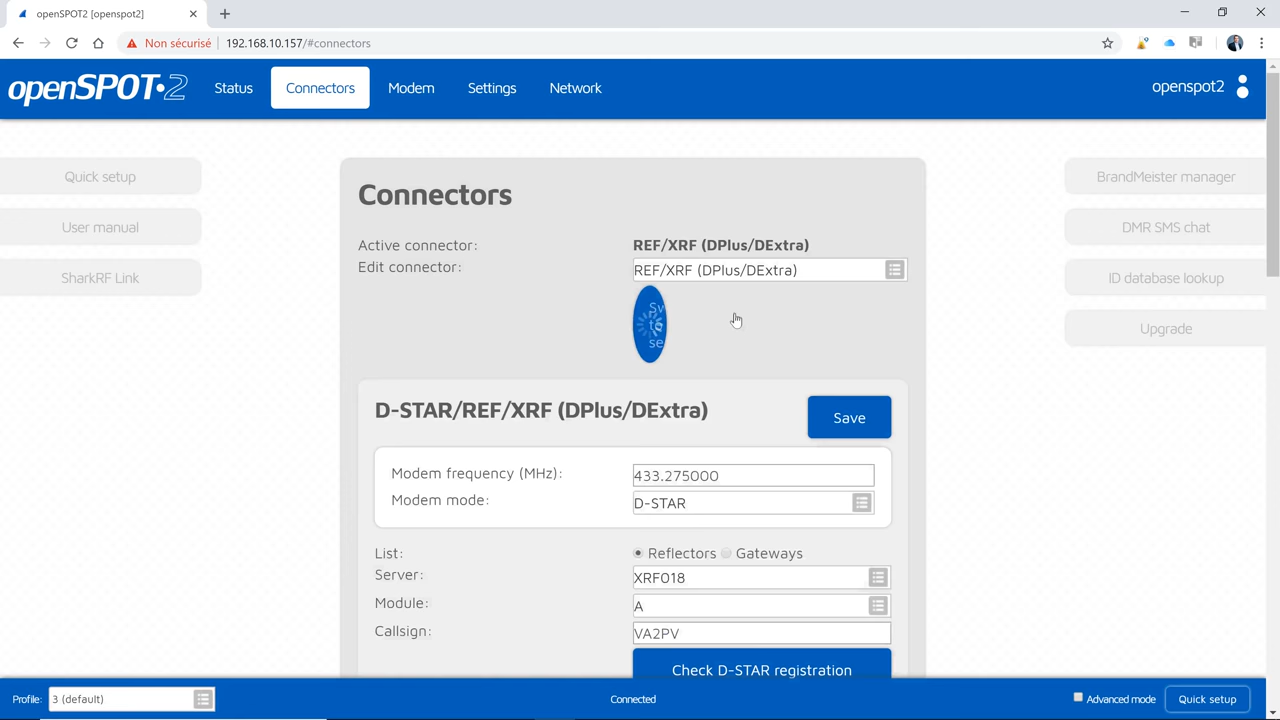 openSPOT2 [openspot2]
Non sécurisé
192.168.10.157/#connectors
openSPOT·2
Status
Connectors
Modem
Settings
Network
openspot2
Quick setup
User manual
SharkRF Link
BrandMeister manager
DMR SMS chat
ID database lookup
Upgrade
Connectors
Active connector:
REF/XRF (DPlus/DExtra)
Edit connector:
REF/XRF (DPlus/DExtra)
D-STAR/REF/XRF (DPlus/DExtra)
Save
Modem frequency (MHz):
433.275000
Modem mode:
D-STAR
List:
Reflectors
Gateways
Server:
XRF018
Module:
A
Callsign:
VA2PV
Check D-STAR registration
Profile:
3 (default)
Connected
Advanced mode
Quick setup